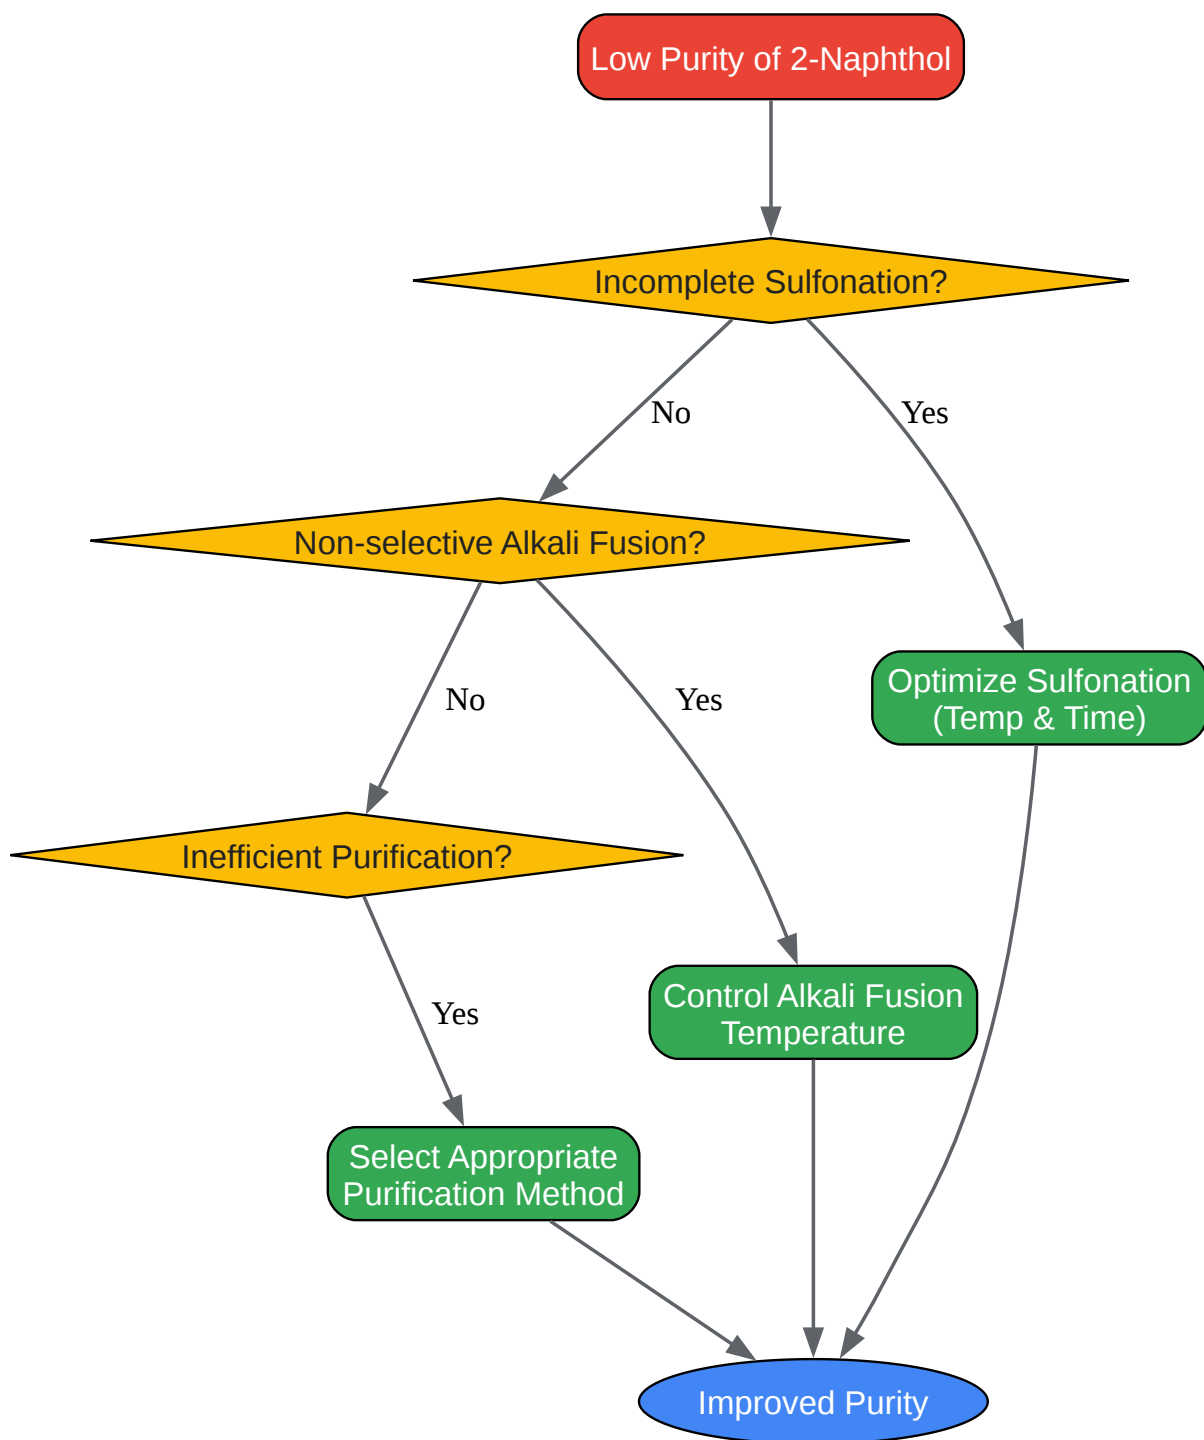 Low Purity of 2-Naphthol
Incomplete Sulfonation?
No
Yes
Non-selective Alkali Fusion?
No
Yes
Optimize Sulfonation
(Temp & Time)
Inefficient Purification?
Yes
Control Alkali Fusion
Temperature
Select Appropriate
Purification Method
Improved Purity